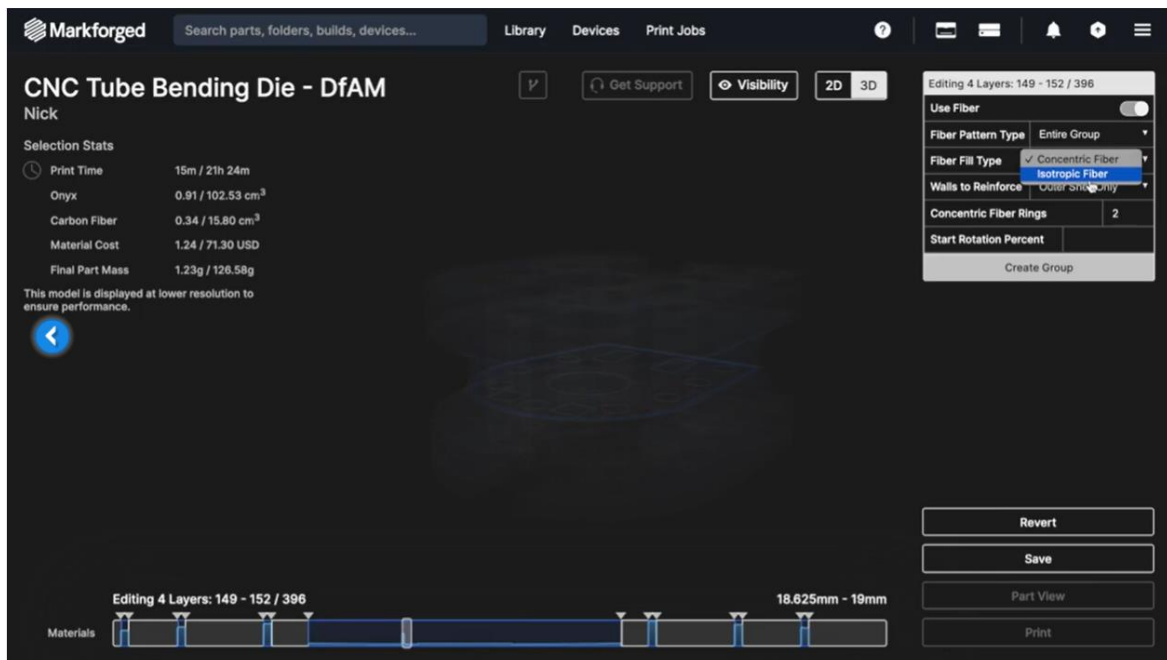 Markforged
Search parts, folders, builds, devices...
Library
Devices
Print Jobs
?
CNC Tube Bending Die - DfAM
Nick
Get Support
Visibility
2D
3D
Selection Stats
Print Time 15m / 21h 24m
Onyx 0.91 / 102.53 cm³
Carbon Fiber 0.34 / 15.80 cm³
Material Cost 1.24 / 71.30 USD
Final Part Mass 1.23g / 126.58g
This model is displayed at lower resolution to
ensure performance.
Editing 4 Layers: 149 - 152 / 396
Use Fiber
Fiber Pattern Type Entire Group
Fiber Fill Type ✓ Concentric Fiber
Isotropic Fiber
Walls to Reinforce Outer Shell Only
Concentric Fiber Rings 2
Start Rotation Percent
Create Group
Revert
Save
Part View
Print
Editing 4 Layers: 149 - 152 / 396
18.625mm - 19mm
Materials